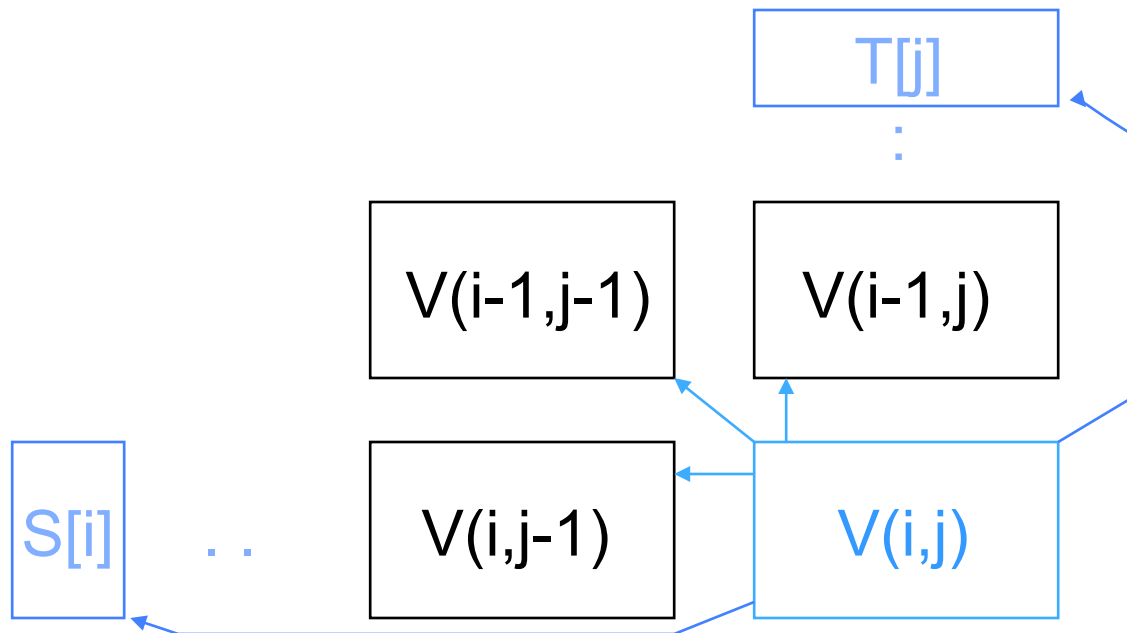 T[j]
:
V(i-1,j-1) V(i-1,j)
S[i] . . V(i,j-1) V(i,j)